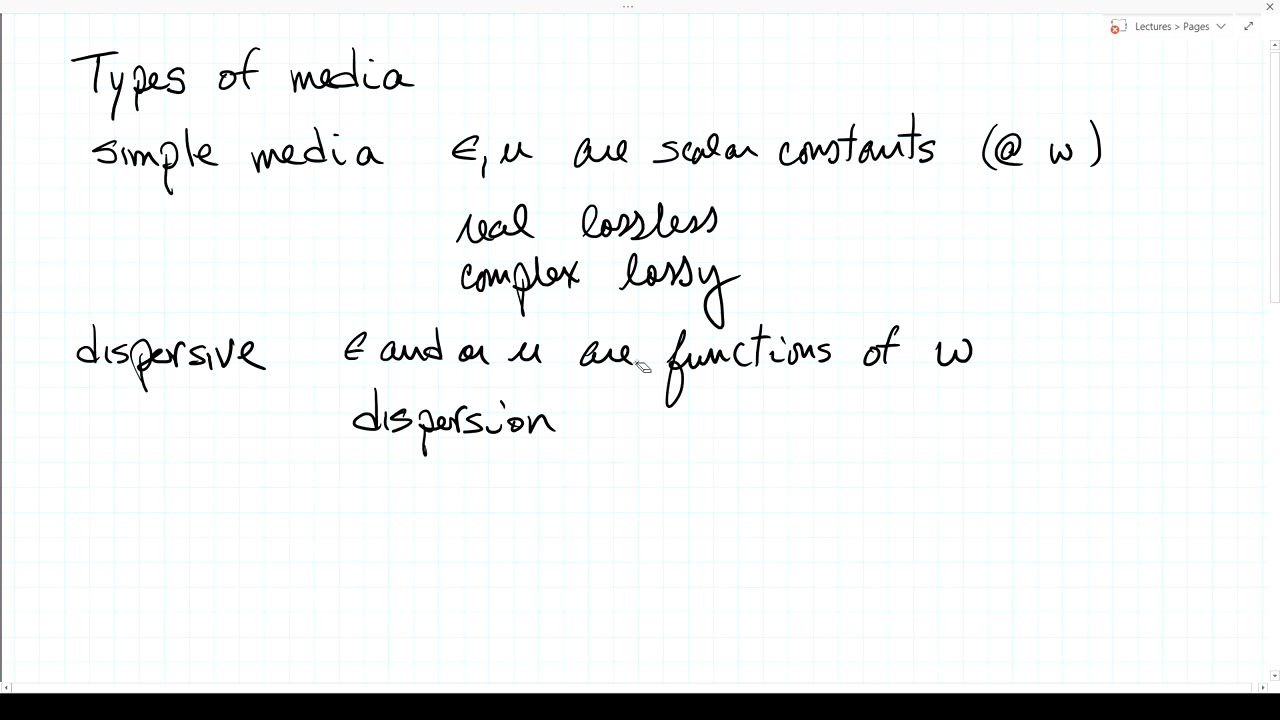 Lectures > Pages
Types of media
simple media ϵ, μ are scalar constants (@ ω)
real lossless
complex lossy
dispersive ϵ and or μ are functions of ω
dispersion